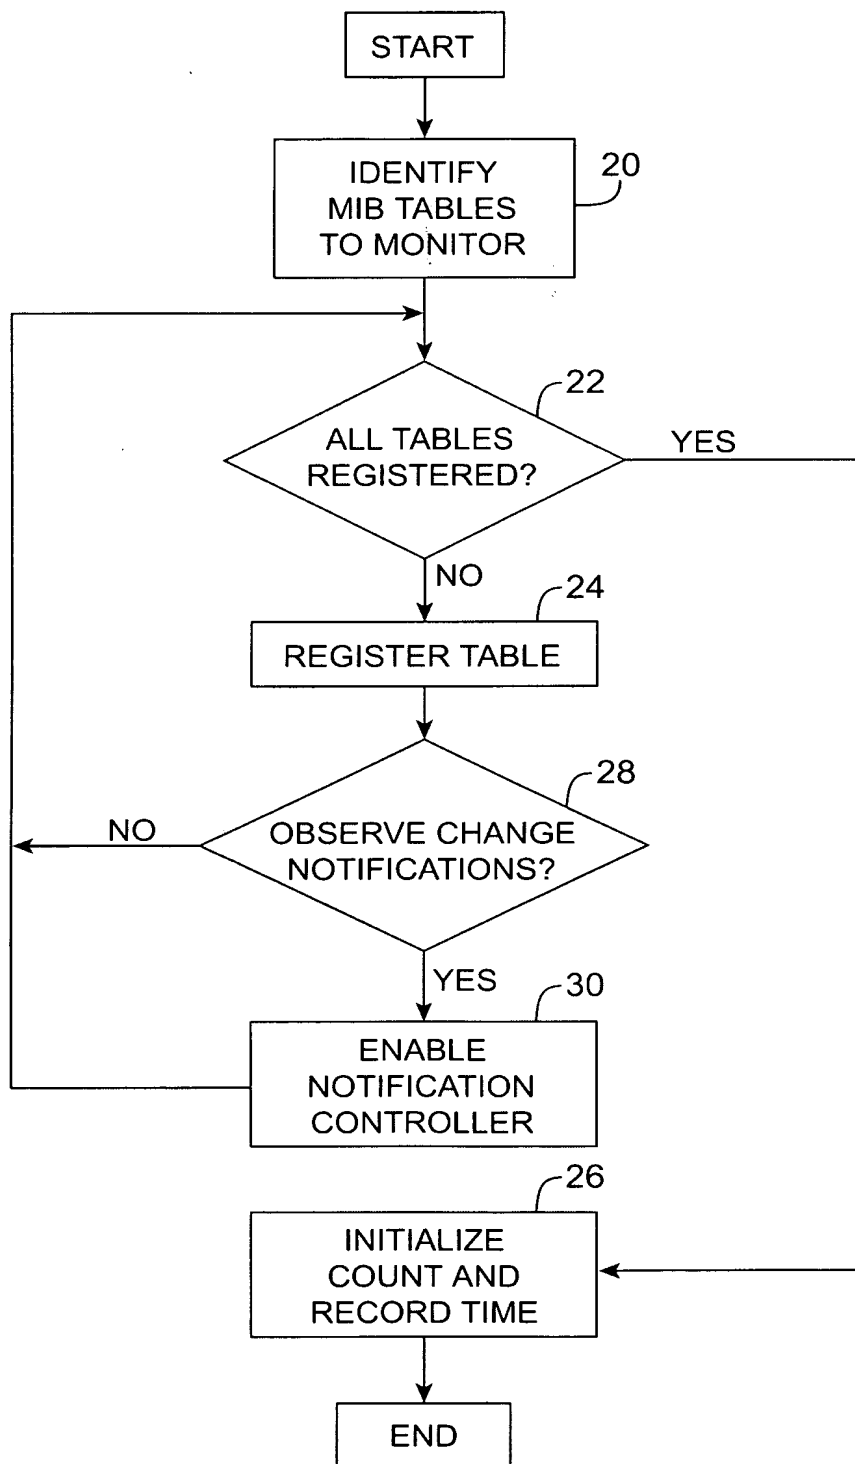 START
IDENTIFY
MIB TABLES
TO MONITOR
20
22
ALL TABLES
REGISTERED?
YES
NO
24
REGISTER TABLE
28
OBSERVE CHANGE
NOTIFICATIONS?
NO
YES
30
ENABLE
NOTIFICATION
CONTROLLER
26
INITIALIZE
COUNT AND
RECORD TIME
END